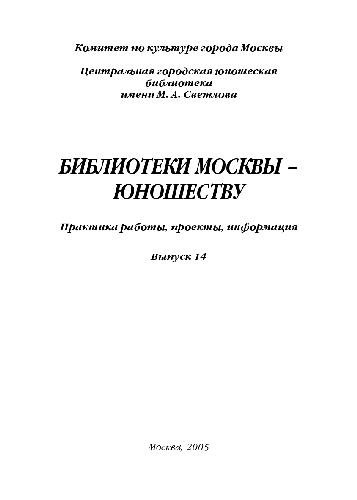 Комитет по культуре города Москвы
Центральная городская юношеская
библиотека
имени М. А. Светлова
БИБЛИОТЕКИ МОСКВЫ –
ЮНОШЕСТВУ
Практика работы, проекты, информация
Выпуск 14
Москва, 2005